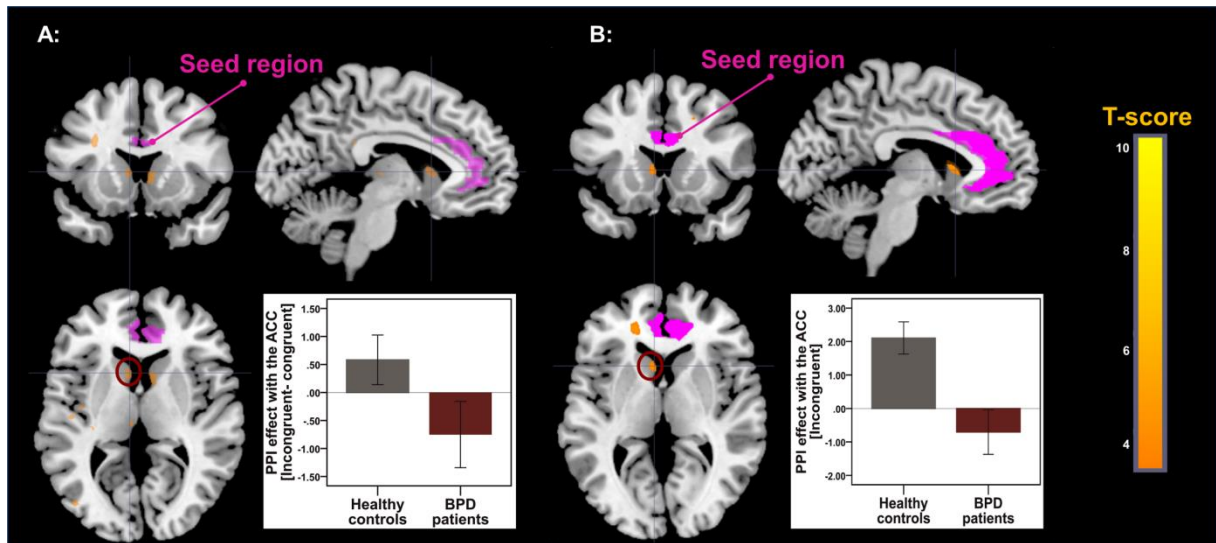 A:
Seed region
PPI effect with the ACC
[Incongruent- congruent]
1.50
1.00
.50
.00
-.50
-1.00
-1.50
Healthy
controls
BPD
patients
B:
Seed region
PPI effect with the ACC
[Incongruent]
3.00
2.00
1.00
.00
-1.00
-2.00
Healthy
controls
BPD
patients
T-score
10
8
6
4